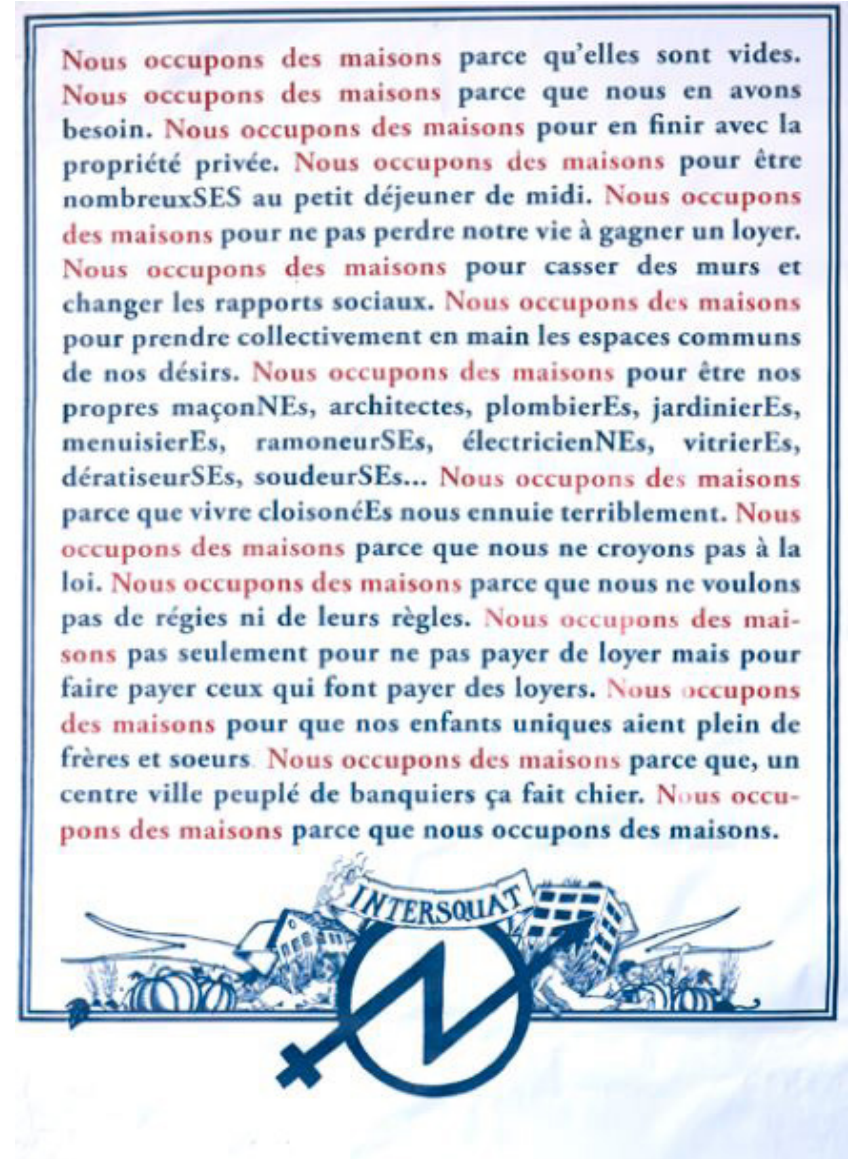 Nous occupons des maisons parce qu'elles sont vides.
Nous occupons des maisons parce que nous en avons
besoin. Nous occupons des maisons pour en finir avec la
propriété privée. Nous occupons des maisons pour être
nombreuxSES au petit déjeuner de midi. Nous occupons
des maisons pour ne pas perdre notre vie à gagner un loyer.
Nous occupons des maisons pour casser des murs et
changer les rapports sociaux. Nous occupons des maisons
pour prendre collectivement en main les espaces communs
de nos désirs. Nous occupons des maisons pour être nos
propres maçonNEs, architectes, plombierEs, jardinierEs,
menuisierEs, ramoneurSEs, électricienNEs, vitrierEs,
dératiseurSEs, soudeurSEs... Nous occupons des maisons
parce que vivre cloisonéEs nous ennuie terriblement. Nous
occupons des maisons parce que nous ne croyons pas à la
loi. Nous occupons des maisons parce que nous ne voulons
pas de régies ni de leurs règles. Nous occupons des mai-
sons pas seulement pour ne pas payer de loyer mais pour
faire payer ceux qui font payer des loyers. Nous occupons
des maisons pour que nos enfants uniques aient plein de
frères et soeurs. Nous occupons des maisons parce que, un
centre ville peuplé de banquiers ça fait chier. Nous occu-
pons des maisons parce que nous occupons des maisons.
INTERSQUAT